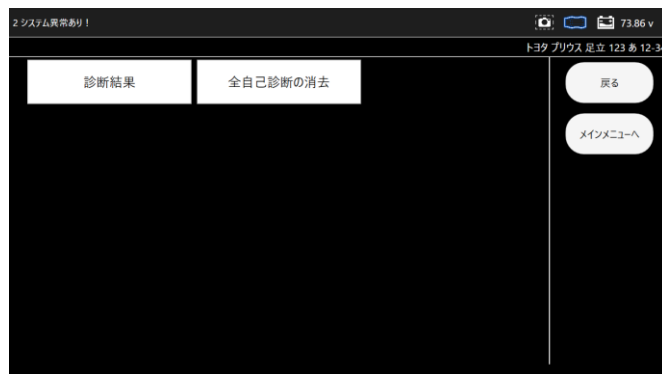 2 システム異常あり！
73.86 v
トヨタ プリウス 足立 123 あ 12-34
診断結果
全自己診断の消去
戻る
メインメニューへ